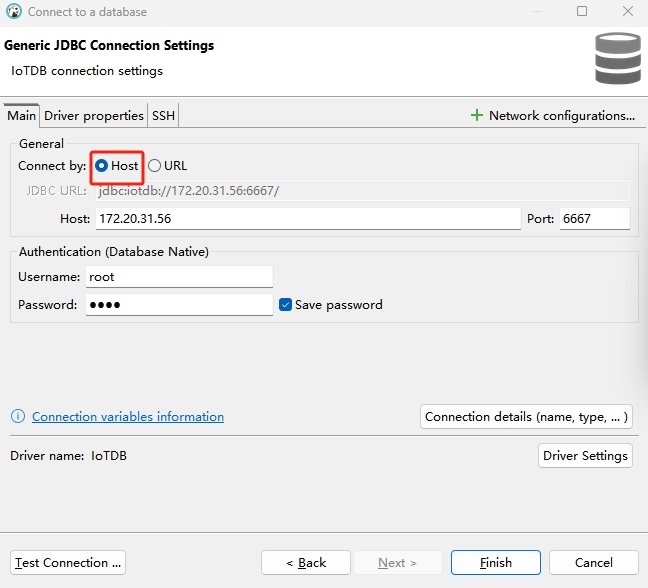 Connect to a database
Generic JDBC Connection Settings
IoTDB connection settings
Main Driver properties SSH Network configurations...
General
Connect by: Host URL
JDBC URL: jdbc:iotdb://172.20.31.56:6667/
Host: 172.20.31.56 Port: 6667
Authentication (Database Native)
Username: root
Password: ●●●●  Save password
Connection variables information Connection details (name, type, ... )
Driver name: IoTDB Driver Settings
Test Connection ... < Back Next > Finish Cancel